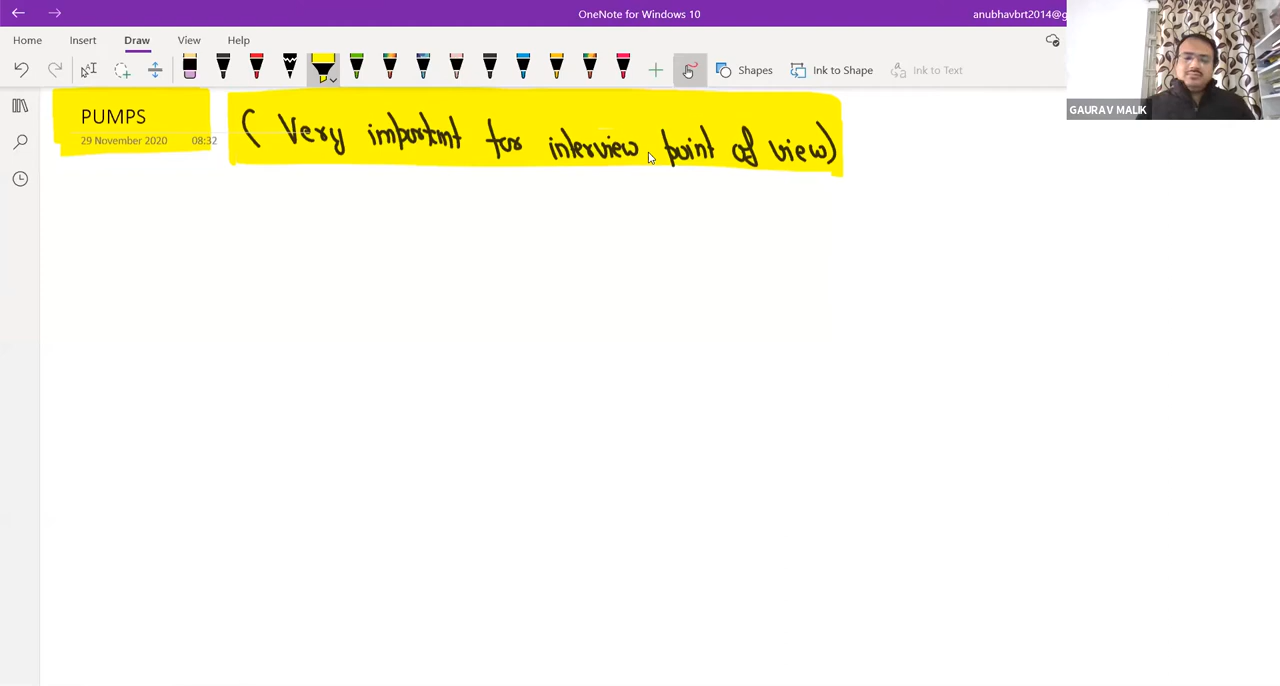 OneNote for Windows 10
anubhavbrt2014@g
Home Insert Draw View Help
Shapes Ink to Shape Ink to Text
GAURAV MALIK
PUMPS
29 November 2020 08:32
( Very important for interview point of view)